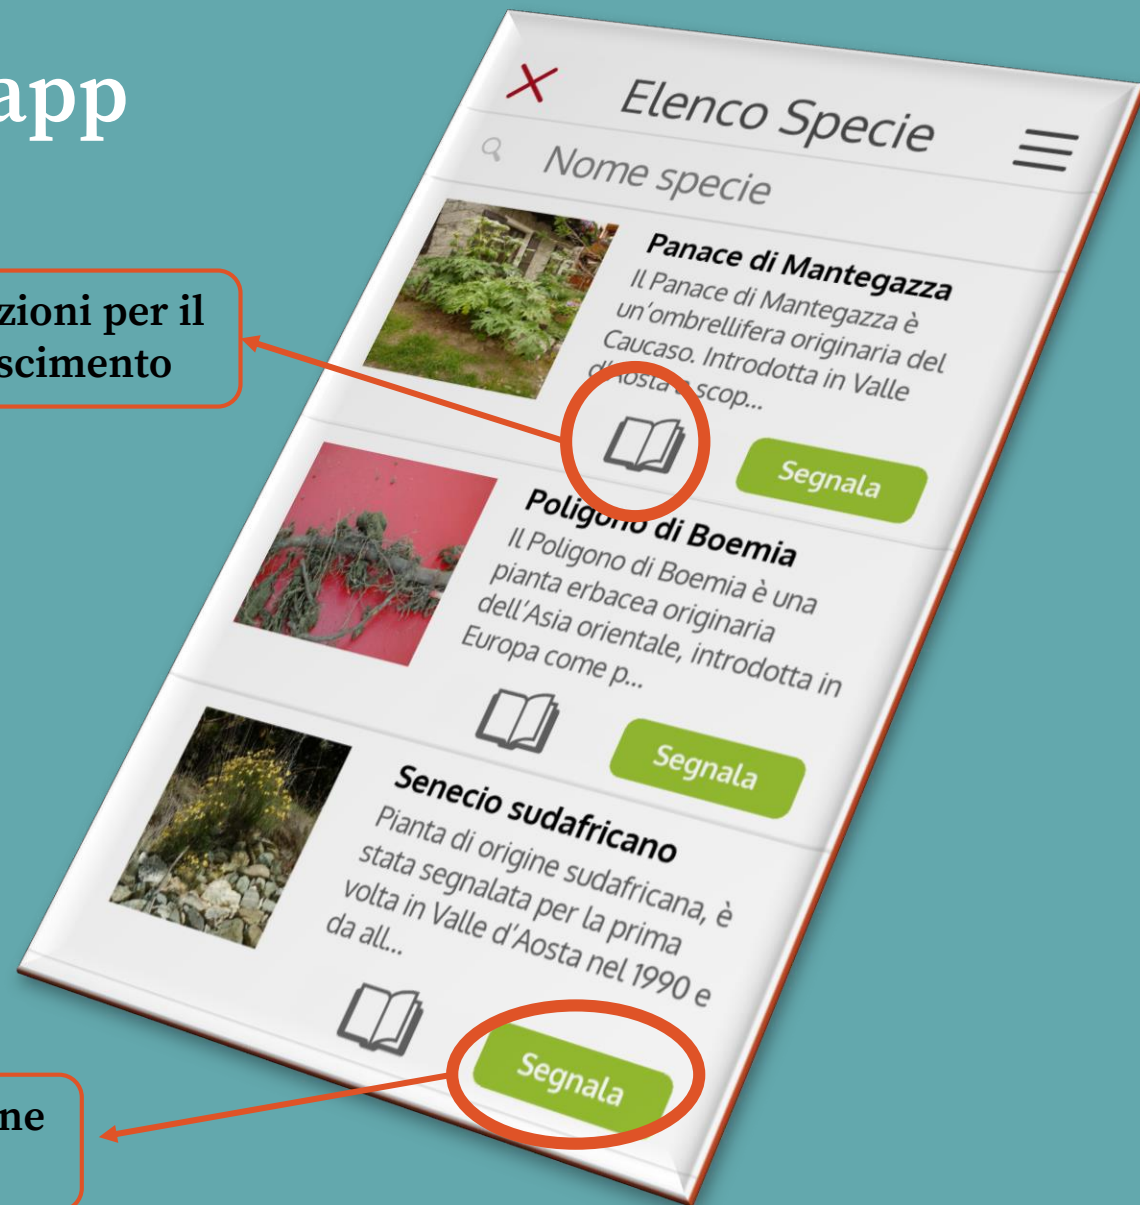 app
Elenco Specie
Nome specie
Panace di Mantegazza
Il Panace di Mantegazza è
un'ombrellifera originaria del
Caucaso. Introdotta in Valle
d'Aosta a scop...
Segnala
zioni per il
scimento
Poligono di Boemia
Il Poligono di Boemia è una
pianta erbacea originaria
dell'Asia orientale, introdotta in
Europa come p...
Segnala
Senecio sudafricano
Pianta di origine sudafricana, è
stata segnalata per la prima
volta in Valle d'Aosta nel 1990 e
da all...
Segnala
ne